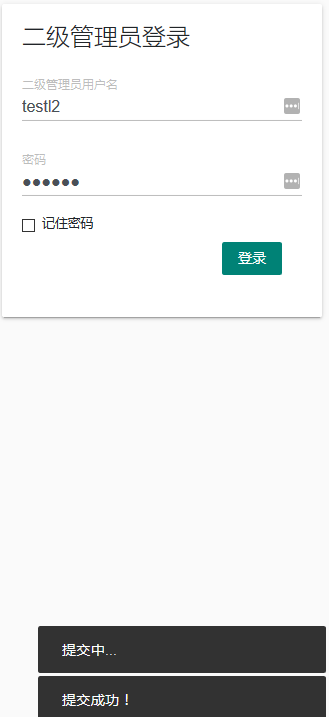 二级管理员登录
二级管理员用户名
testl2
密码
●●●●●●
记住密码
登录
提交中...
提交成功！